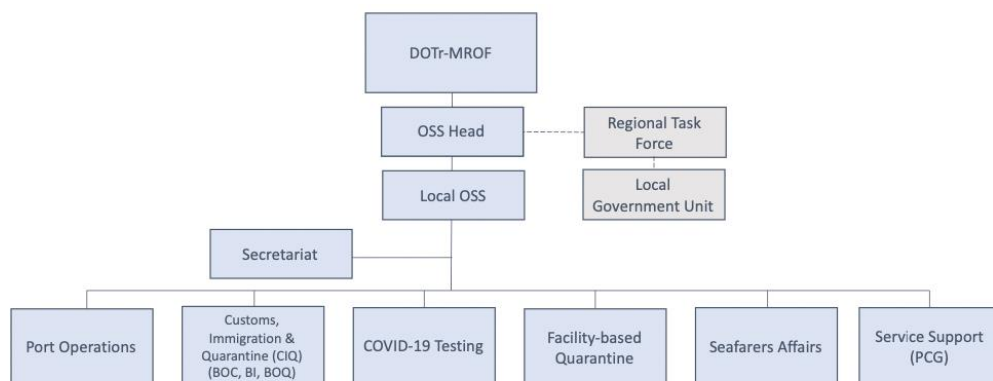 DOTr-MROF
OSS Head
Regional Task
Force
Local OSS
Local
Government Unit
Secretariat
Port Operations
Customs,
Immigration &
Quarantine (CIQ)
(BOC, BI, BOQ)
COVID-19 Testing
Facility-based
Quarantine
Seafarers Affairs
Service Support
(PCG)